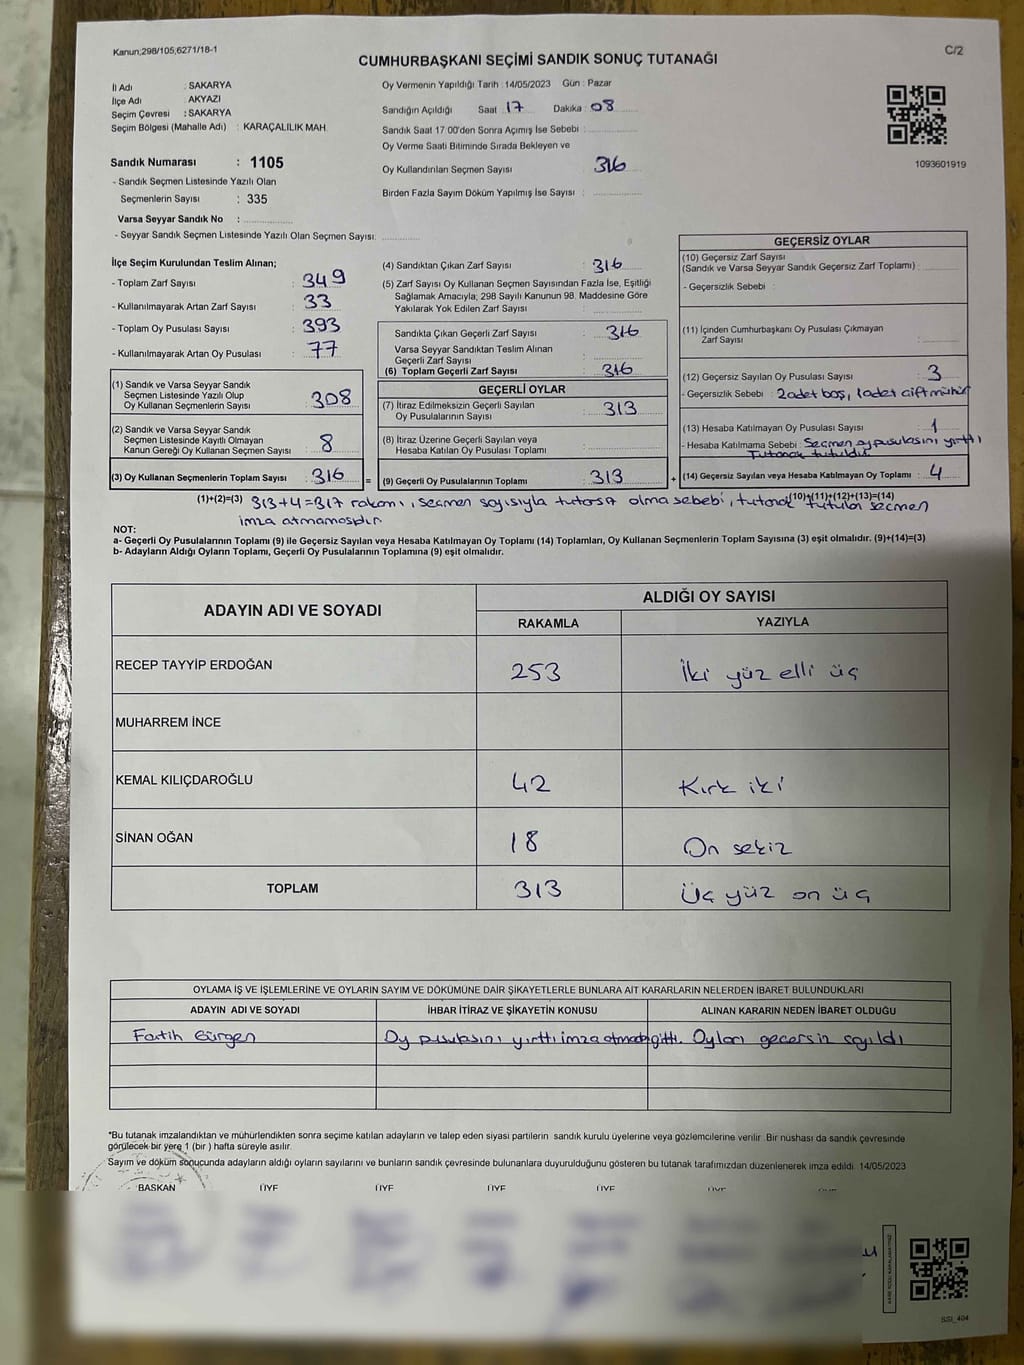 Kanun;298/105;6271/18-1
C/2
CUMHURBAŞKANI SEÇİMİ SANDIK SONUÇ TUTANAĞI
İl Adı : SAKARYA
İlçe Adı : AKYAZI
Seçim Çevresi : SAKARYA
Seçim Bölgesi (Mahalle Adı) : KARAÇALILIK MAH.
Sandık Numarası : 1105
- Sandık Seçmen Listesinde Yazılı Olan
Seçmenlerin Sayısı : 335
Varsa Seyyar Sandık No :
- Seyyar Sandık Seçmen Listesinde Yazılı Olan Seçmen Sayısı:
Oy Vermenin Yapıldığı Tarih : 14/05/2023 Gün : Pazar
Sandığın Açıldığı Saat 17 Dakika : 08
Sandık Saat 17:00'den Sonra Açımış İse Sebebi :
Oy Verme Saati Bitiminde Sırada Bekleyen ve
Oy Kullandırılan Seçmen Sayısı : 316
Birden Fazla Sayım Döküm Yapılmış İse Sayısı :
1093601919
İlçe Seçim Kurulundan Teslim Alınan;
- Toplam Zarf Sayısı : 349
- Kullanılmayarak Artan Zarf Sayısı : 33
- Toplam Oy Pusulası Sayısı : 393
- Kullanılmayarak Artan Oy Pusulası : 77
(1) Sandık ve Varsa Seyyar Sandık
Seçmen Listesinde Yazılı Olup
Oy Kullanan Seçmenlerin Sayısı : 308
(2) Sandık ve Varsa Seyyar Sandık
Seçmen Listesinde Kayıtlı Olmayan
Kanun Gereği Oy Kullanan Seçmen Sayısı : 8
(3) Oy Kullanan Seçmenlerin Toplam Sayısı : 316
(1)+(2)=(3)
(4) Sandıktan Çıkan Zarf Sayısı : 316
(5) Zarf Sayısı Oy Kullanan Seçmen Sayısından Fazla İse, Eşitliği
Sağlamak Amacıyla; 298 Sayılı Kanunun 98. Maddesine Göre
Yakılarak Yok Edilen Zarf Sayısı :
Sandıkta Çıkan Geçerli Zarf Sayısı : 316
Varsa Seyyar Sandıktan Teslim Alınan
Geçerli Zarf Sayısı :
(6) Toplam Geçerli Zarf Sayısı : 316
GEÇERLİ OYLAR
(7) İtiraz Edilmeksizin Geçerli Sayılan
Oy Pusulalarının Sayısı : 313
(8) İtiraz Üzerine Geçerli Sayılan veya
Hesaba Katılan Oy Pusulası Toplamı :
= (9) Geçerli Oy Pusulalarının Toplamı : 313 +
GEÇERSİZ OYLAR
(10) Geçersiz Zarf Sayısı
(Sandık ve Varsa Seyyar Sandık Geçersiz Zarf Toplamı) :
- Geçersizlik Sebebi :
(11) İçinden Cumhurbaşkanı Oy Pusulası Çıkmayan
Zarf Sayısı :
(12) Geçersiz Sayılan Oy Pusulası Sayısı : 3
- Geçersizlik Sebebi : 2 adet boş, 1 adet çift mühür
(13) Hesaba Katılmayan Oy Pusulası Sayısı : 1
- Hesaba Katılmama Sebebi : Seçmen oy pusulasını yırttı
Tutanak tutuldu.
(14) Geçersiz Sayılan veya Hesaba Katılmayan Oy Toplamı : 4
(10)+(11)+(12)+(13)=(14)
313+4=317 rakamı, seçmen sayısıyla tutarsız olma sebebi, tutanak tutulan seçmen
imza atmamıştır
NOT:
a- Geçerli Oy Pusulalarının Toplamı (9) ile Geçersiz Sayılan veya Hesaba Katılmayan Oy Toplamı (14) Toplamları, Oy Kullanan Seçmenlerin Toplam Sayısına (3) eşit olmalıdır. (9)+(14)=(3)
b- Adayların Aldığı Oyların Toplamı, Geçerli Oy Pusulalarının Toplamına (9) eşit olmalıdır.
ADAYIN ADI VE SOYADI
ALDIĞI OY SAYISI
RAKAMLA YAZIYLA
RECEP TAYYİP ERDOĞAN 253 İki yüz elli üç
MUHARREM İNCE
KEMAL KILIÇDAROĞLU 42 Kırk iki
SİNAN OĞAN 18 On sekiz
TOPLAM 313 Üç yüz on üç
OYLAMA İŞ VE İŞLEMLERİNE VE OYLARIN SAYIM VE DÖKÜMÜNE DAİR ŞİKAYETLERLE BUNLARA AİT KARARLARIN NELERDEN İBARET BULUNDUKLARI
ADAYIN ADI VE SOYADI İHBAR İTİRAZ VE ŞİKAYETİN KONUSU ALINAN KARARIN NEDEN İBARET OLDUĞU
Fatih Gürgen Oy pusulasını yırttı imza atmadı gitti. Oyları geçersiz sayıldı
*Bu tutanak imzalandıktan ve mühürlendikten sonra seçime katılan adayların ve talep eden siyasi partilerin sandık kurulu üyelerine veya gözlemcilerine verilir. Bir nüshası da sandık çevresinde
görülecek bir yere 1 (bir) hafta süreyle asılır.
Sayım ve döküm sonucunda adayların aldığı oyların sayılarını ve bunların sandık çevresinde bulunanlara duyurulduğunu gösteren bu tutanak tarafımızdan düzenlenerek imza edildi. 14/05/2023
BAŞKAN ÜYE ÜYE ÜYE ÜYE ÜYE
SSI_404